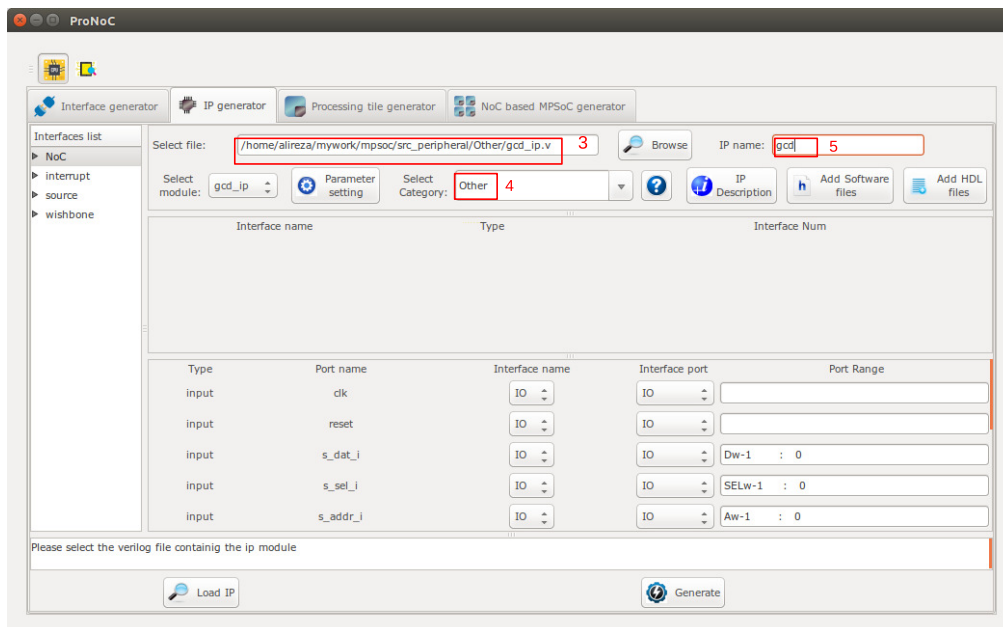 ProNoC
Interface generator IP generator Processing tile generator NoC based MPSoC generator
Interfaces list
NoC
interrupt
source
wishbone
Select file: /home/alireza/mywork/mpsoc/src_peripheral/Other/gcd_ip.v 3 Browse IP name: gcd 5
Select module: gcd_ip Parameter setting Select Category: Other 4 ? i IP Description h Add Software files Add HDL files
Interface name Type Interface Num
Type Port name Interface name Interface port Port Range
input clk IO IO
input reset IO IO
input s_dat_i IO IO Dw-1 : 0
input s_sel_i IO IO SELw-1 : 0
input s_addr_i IO IO Aw-1 : 0
Please select the verilog file containig the ip module
Load IP Generate